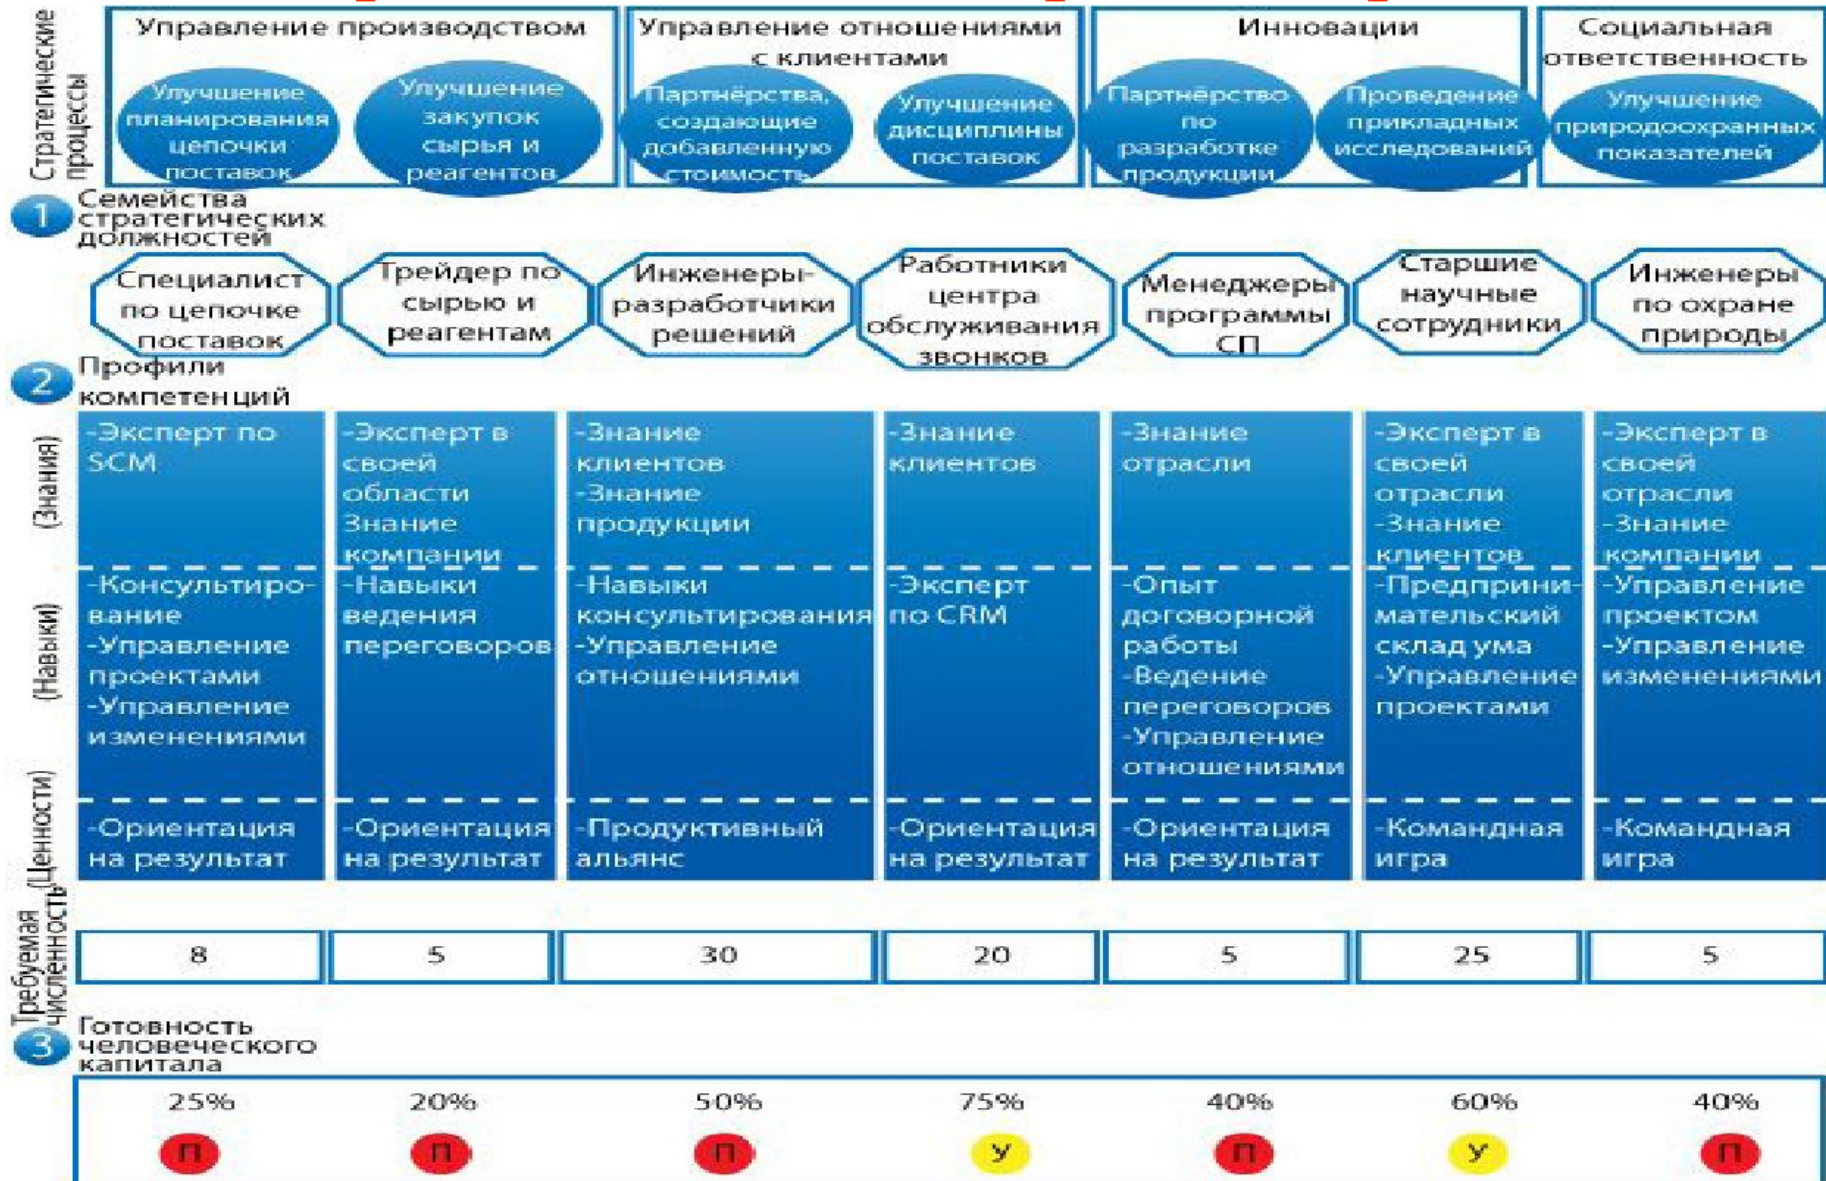 Стратегические
процессы
Управление производством
Управление отношениями
с клиентами
Инновации
Социальная
ответственность
Улучшение
планирования
цепочки
поставок
Улучшение
закупок
сырья и
реагентов
Партнёрства,
создающие
добавленную
стоимость
Улучшение
дисциплины
поставок
Партнёрство
по
разработке
продукции
Проведение
прикладных
исследований
Улучшение
природоохранных
показателей
1
Семейства
стратегических
должностей
Специалист
по цепочке
поставок
Трейдер по
сырью и
реагентам
Инженеры-
разработчики
решений
Работники
центра
обслуживания
звонков
Менеджеры
программы
СП
Старшие
научные
сотрудники
Инженеры
по охране
природы
2
Профили
компетенций
(Знания)
-Эксперт по
SCM
-Эксперт в
своей
области
Знание
компании
-Знание
клиентов
-Знание
продукции
-Знание
клиентов
-Знание
отрасли
-Эксперт в
своей
отрасли
-Знание
клиентов
-Эксперт в
своей
отрасли
-Знание
компании
(Навыки)
-Консультиро-
вание
-Управление
проектами
-Управление
изменениями
-Навыки
ведения
переговоров
-Навыки
консультирования
-Управление
отношениями
-Эксперт
по CRM
-Опыт
договорной
работы
-Ведение
переговоров
-Управление
отношениями
-Предприни-
мательский
склад ума
-Управление
проектами
-Управление
проектом
-Управление
изменениями
(Ценности)
-Ориентация
на результат
-Ориентация
на результат
-Продуктивный
альянс
-Ориентация
на результат
-Ориентация
на результат
-Командная
игра
-Командная
игра
Требуемая
численность
8
5
30
20
5
25
5
3
Готовность
человеческого
капитала
25%
20%
50%
75%
40%
60%
40%
П
П
П
У
П
У
П